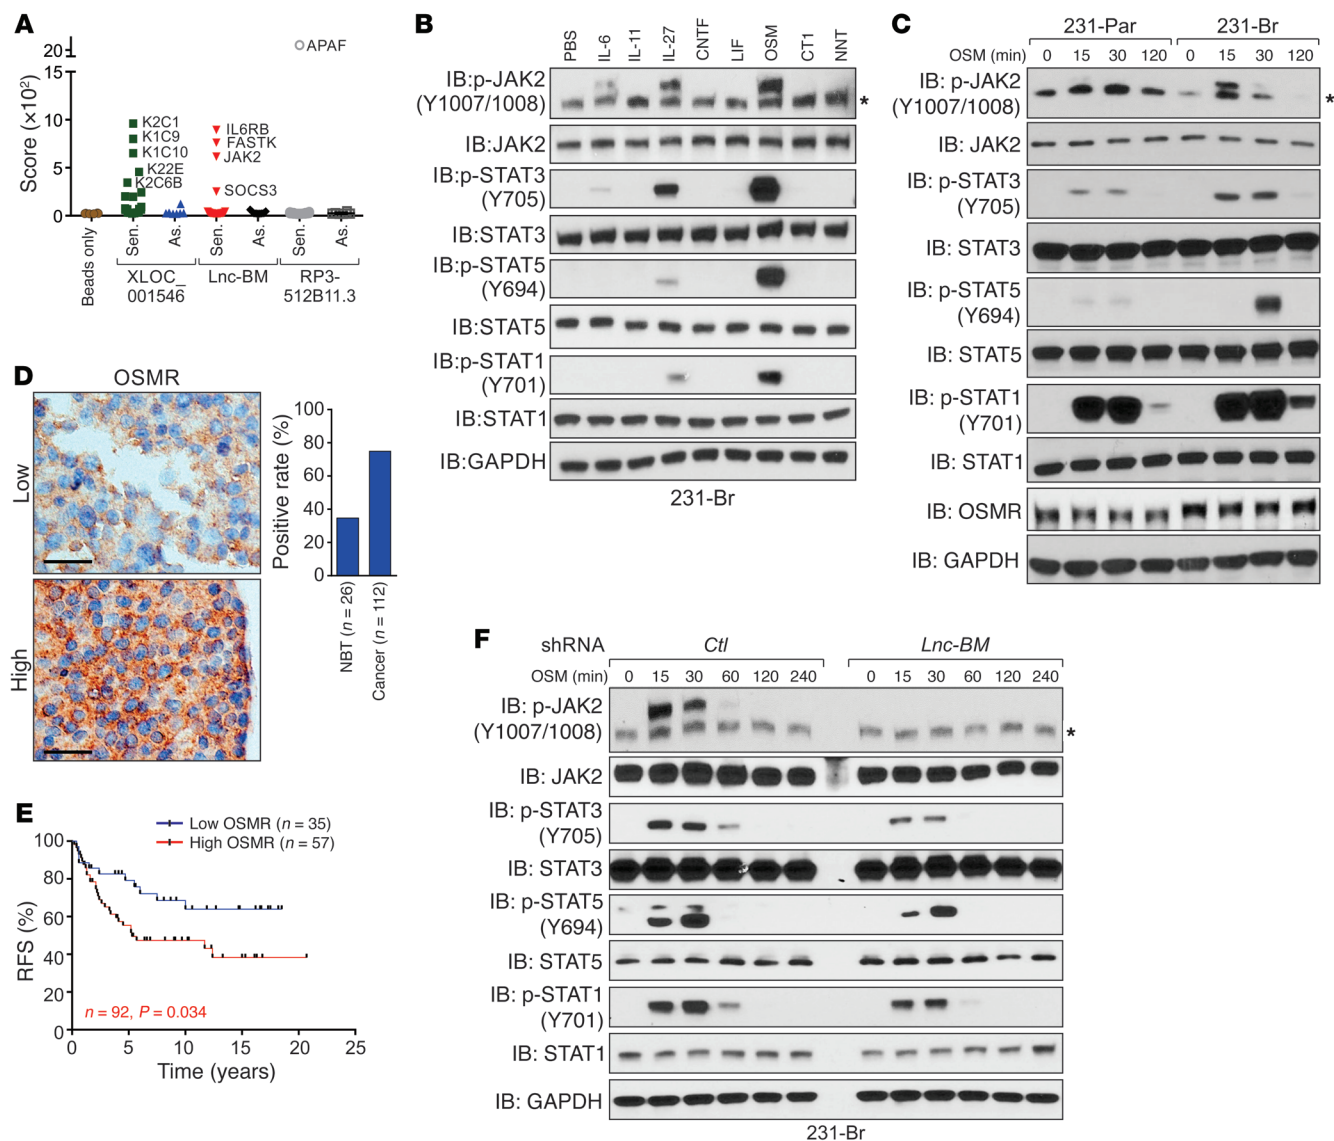 A
Score (×10²)
20
15
10
5
0
APAF
K2C1
K1C9
K1C10
K22E
K2C6B
IL6RB
FASTK
JAK2
SOCS3
Beads only
Sen.
As.
Sen.
As.
Sen.
As.
XLOC_
001546
Lnc-BM
RP3-
512B11.3
B
PBS
IL-6
IL-11
IL-27
CNTF
LIF
OSM
CT1
NNT
IB:p-JAK2
(Y1007/1008)
*
IB:JAK2
IB:p-STAT3
(Y705)
IB:STAT3
IB:p-STAT5
(Y694)
IB:STAT5
IB:p-STAT1
(Y701)
IB:STAT1
IB:GAPDH
231-Br
C
231-Par
231-Br
OSM (min) 0 15 30 120 0 15 30 120
IB: p-JAK2
(Y1007/1008)
*
IB: JAK2
IB: p-STAT3
(Y705)
IB: STAT3
IB: p-STAT5
(Y694)
IB: STAT5
IB: p-STAT1
(Y701)
IB: STAT1
IB: OSMR
IB: GAPDH
D
OSMR
Low
High
Positive rate (%)
100
80
60
40
20
0
NBT (n = 26)
Cancer (n = 112)
E
Low OSMR (n = 35)
High OSMR (n = 57)
RFS (%)
100
80
60
40
20
0
n = 92, P = 0.034
0 5 10 15 20 25
Time (years)
F
shRNA Ctl Lnc-BM
OSM (min) 0 15 30 60 120 240 0 15 30 60 120 240
IB: p-JAK2
(Y1007/1008)
*
IB: JAK2
IB: p-STAT3
(Y705)
IB: STAT3
IB: p-STAT5
(Y694)
IB: STAT5
IB: p-STAT1
(Y701)
IB: STAT1
IB: GAPDH
231-Br